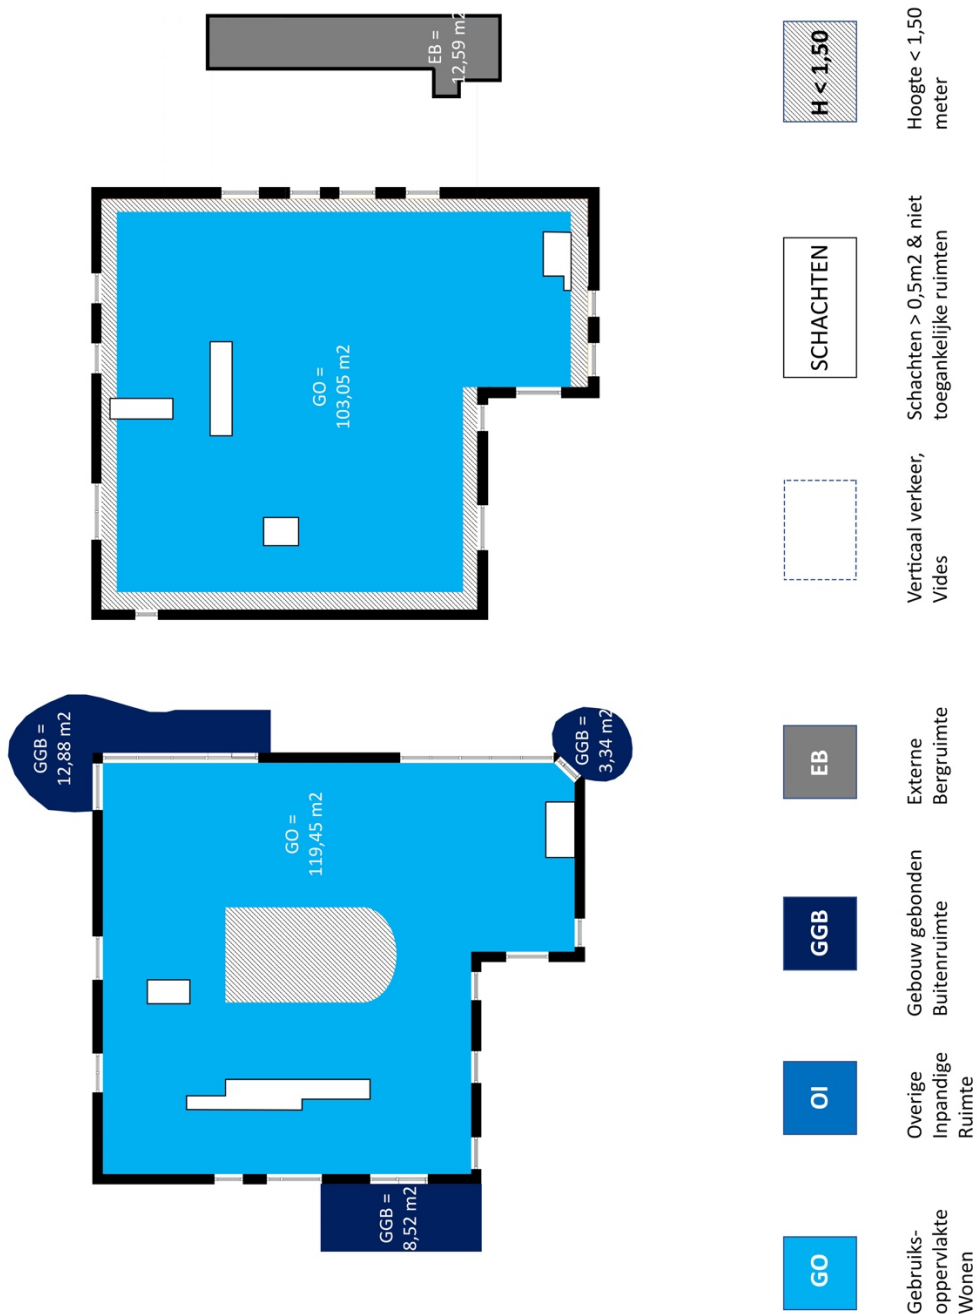 GGB =
8,52 m2
GGB =
12,88 m2
GO =
119,45 m2
GGB =
3,34 m2
GO =
103,05 m2
EB =
12,59 m2
GO
Gebruiks-
oppervlakte
Wonen
OI
Overige
Inpandige
Ruimte
GGB
Gebouw gebonden
Buitenruimte
EB
Externe
Bergruimte
Verticaal verkeer,
Vides
SCHACHTEN
Schachten > 0,5m2 & niet
toegankelijke ruimten
H < 1,50
Hoogte < 1,50
meter